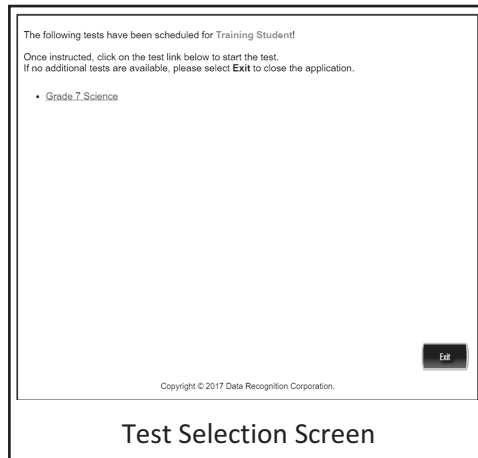 The following tests have been scheduled for Training Student!
Once instructed, click on the test link below to start the test.
If no additional tests are available, please select Exit to close the application.
• Grade 7 Science
Exit
Copyright © 2017 Data Recognition Corporation.
Test Selection Screen